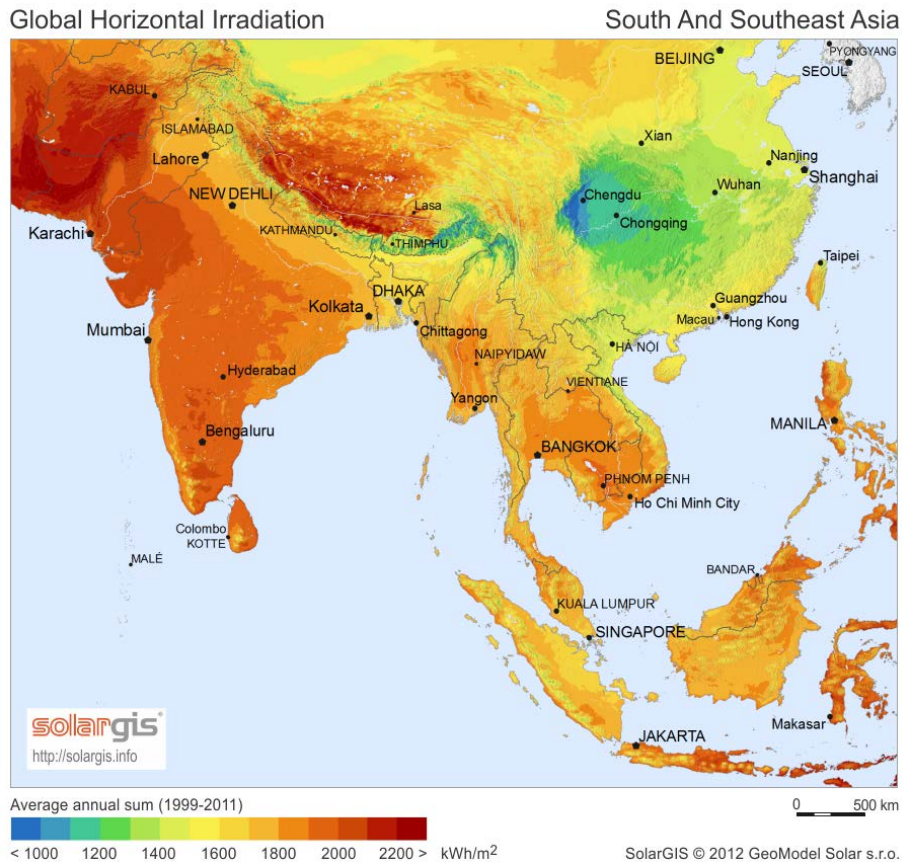 Global Horizontal Irradiation
South And Southeast Asia
BEIJING
PYONGYANG
SEOUL
KABUL
ISLAMABAD
Lahore
Xian
Nanjing
Shanghai
NEW DEHLI
Lasa
Chengdu
Wuhan
Chongqing
Karachi
KATHMANDU
THIMPHU
Taipei
DHAKA
Kolkata
Guangzhou
Macau
Hong Kong
Mumbai
Chittagong
HÀ NỘI
NAIPYIDAW
Hyderabad
VIENTIANE
Yangon
MANILA
Bengaluru
BANGKOK
PHNOM PENH
Ho Chi Minh City
Colombo
KOTTE
MALÉ
BANDAR
KUALA LUMPUR
SINGAPORE
solargis
http://solargis.info
Makasar
JAKARTA
Average annual sum (1999-2011)
0 500 km
< 1000 1200 1400 1600 1800 2000 2200 > kWh/m²
SolarGIS © 2012 GeoModel Solar s.r.o.